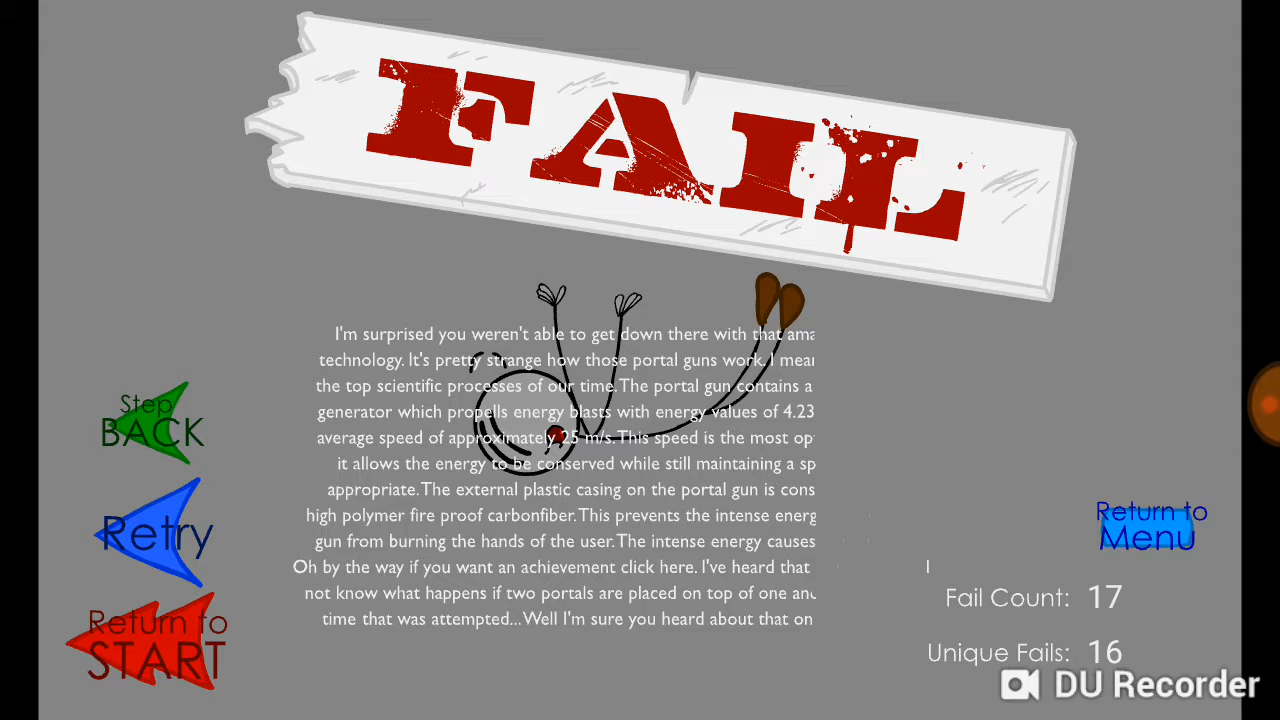 FAIL
I'm surprised you weren't able to get down there with that
technology. It's pretty strange how those portal guns work. I
the top scientific processes of our time. The portal gun contains a
generator which propells energy blasts with energy values of 4.23
average speed of approximately 25 m/s. This speed is the most
it allows the energy to be conserved while still maintaining a
appropriate. The external plastic casing on the portal gun is
high polymer fire proof carbonfiber. This prevents the intense
gun from burning the hands of the user. The intense energy causes
Oh by the way if you want an achievement click here. I've heard that
not know what happens if two portals are placed on top of one
time that was attempted... Well I'm sure you heard about that on
Step
BACK
Retry
Return to
START
Return to
Menu
Fail Count: 17
Unique Fails: 16
DU Recorder